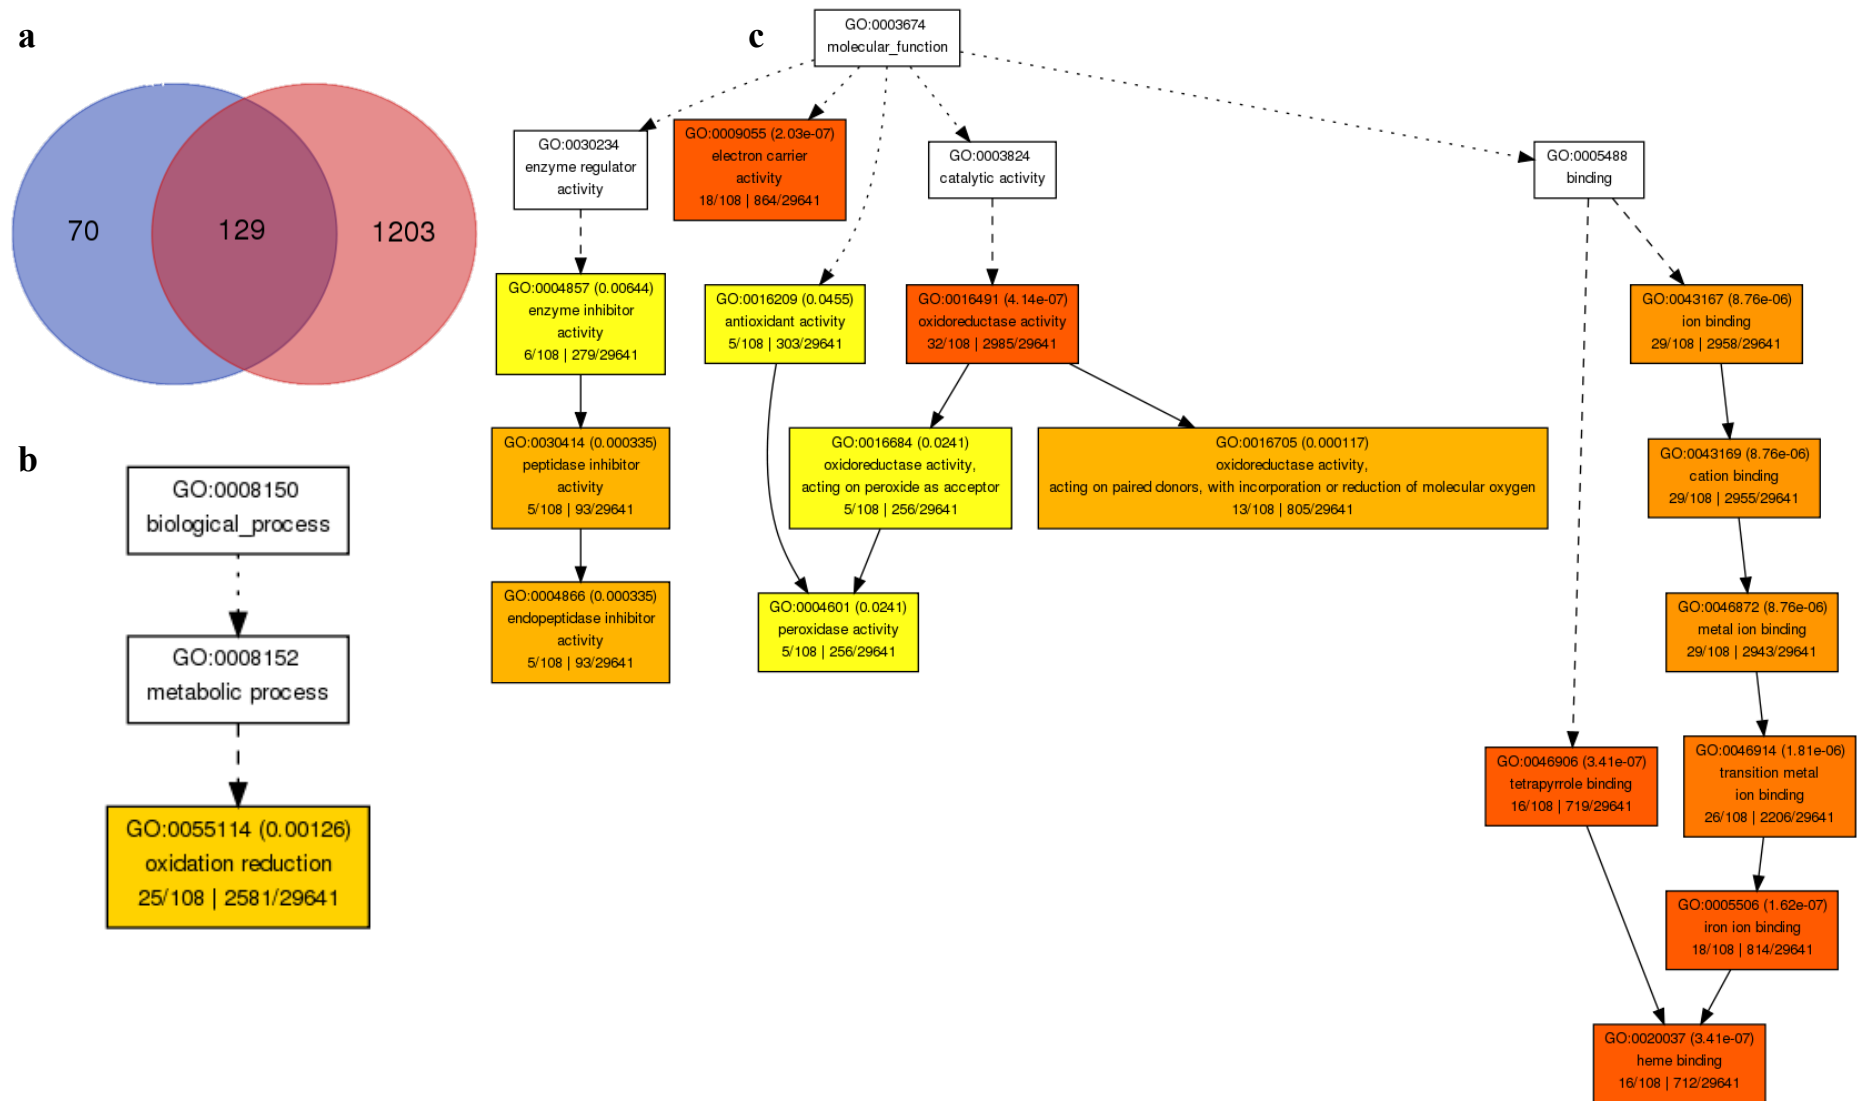 a
70
129
1203
b
GO:0008150
biological_process
GO:0008152
metabolic process
GO:0055114 (0.00126)
oxidation reduction
25/108 | 2581/29641
c
GO:0003674
molecular_function
GO:0030234
enzyme regulator
activity
GO:0009055 (2.03e-07)
electron carrier
activity
18/108 | 864/29641
GO:0003824
catalytic activity
GO:0005488
binding
GO:0004857 (0.00644)
enzyme inhibitor
activity
6/108 | 279/29641
GO:0016209 (0.0455)
antioxidant activity
5/108 | 303/29641
GO:0016491 (4.14e-07)
oxidoreductase activity
32/108 | 2985/29641
GO:0043167 (8.76e-06)
ion binding
29/108 | 2958/29641
GO:0030414 (0.000335)
peptidase inhibitor
activity
5/108 | 93/29641
GO:0016684 (0.0241)
oxidoreductase activity,
acting on peroxide as acceptor
5/108 | 256/29641
GO:0016705 (0.000117)
oxidoreductase activity,
acting on paired donors, with incorporation or reduction of molecular oxygen
13/108 | 805/29641
GO:0043169 (8.76e-06)
cation binding
29/108 | 2955/29641
GO:0004866 (0.000335)
endopeptidase inhibitor
activity
5/108 | 93/29641
GO:0004601 (0.0241)
peroxidase activity
5/108 | 256/29641
GO:0046872 (8.76e-06)
metal ion binding
29/108 | 2943/29641
GO:0046906 (3.41e-07)
tetrapyrrole binding
16/108 | 719/29641
GO:0046914 (1.81e-06)
transition metal
ion binding
26/108 | 2206/29641
GO:0005506 (1.62e-07)
iron ion binding
18/108 | 814/29641
GO:0020037 (3.41e-07)
heme binding
16/108 | 712/29641